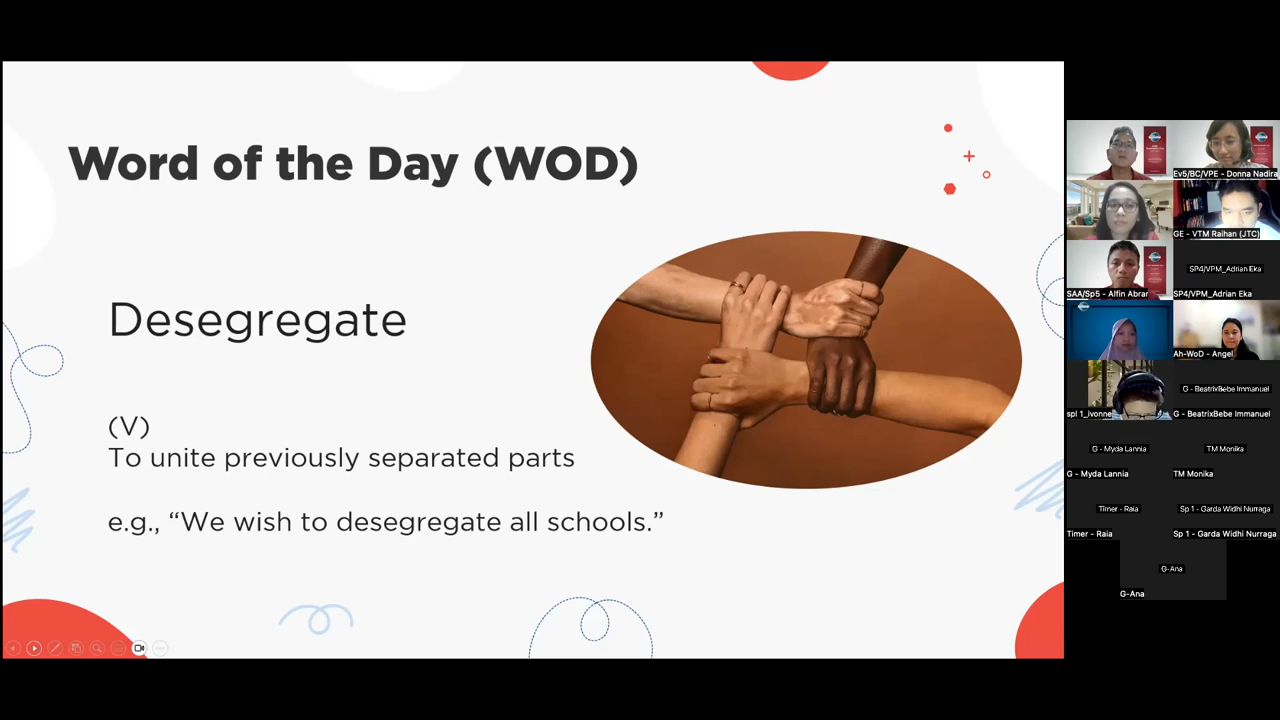 Word of the Day (WOD)
Desegregate
(V)
To unite previously separated parts
e.g., “We wish to desegregate all schools.”
Ev5/BC/VPE - Donna Nadira
GE - VTM Raihan (JTC)
SAA/Sp5 - Alfin Abrar
SP4/VPM_Adrian Eka
SP4/VPM_Adrian Eka
Ah-WoD - Angel
spl 1_ivonne
G - BeatrixBebe Immanuel
G - BeatrixBebe Immanuel
G - Myda Lannia
G - Myda Lannia
TM Monika
TM Monika
Timer - Raia
Timer - Raia
Sp 1 - Garda Widhi Nurraga
Sp 1 - Garda Widhi Nurraga
G-Ana
G-Ana